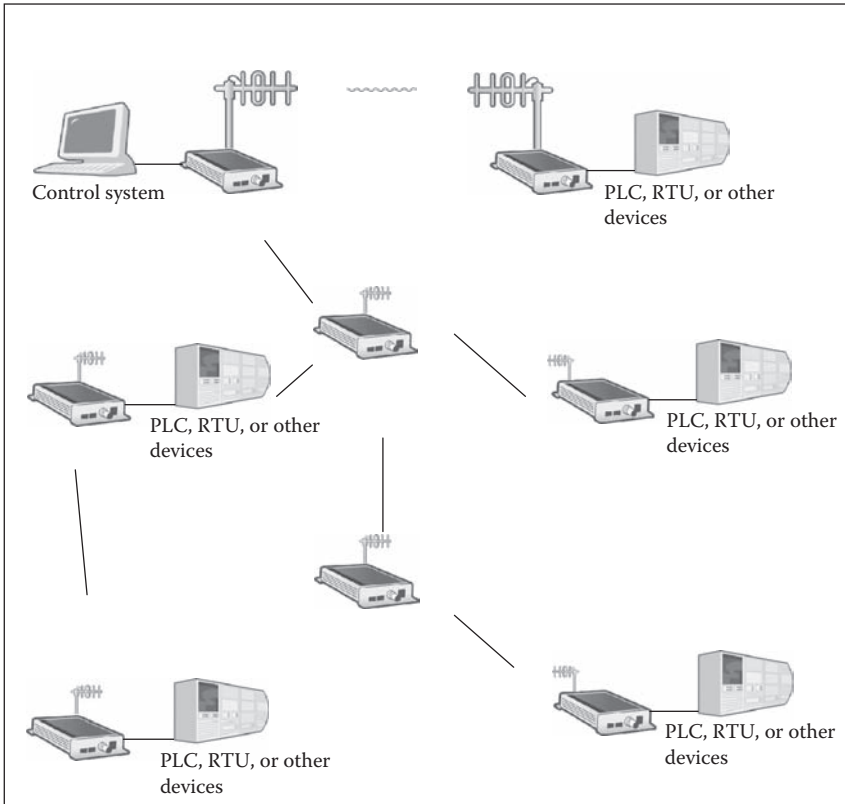 Control system
PLC, RTU, or other
devices
PLC, RTU, or other
devices
PLC, RTU, or other
devices
PLC, RTU, or other
devices
PLC, RTU, or other
devices